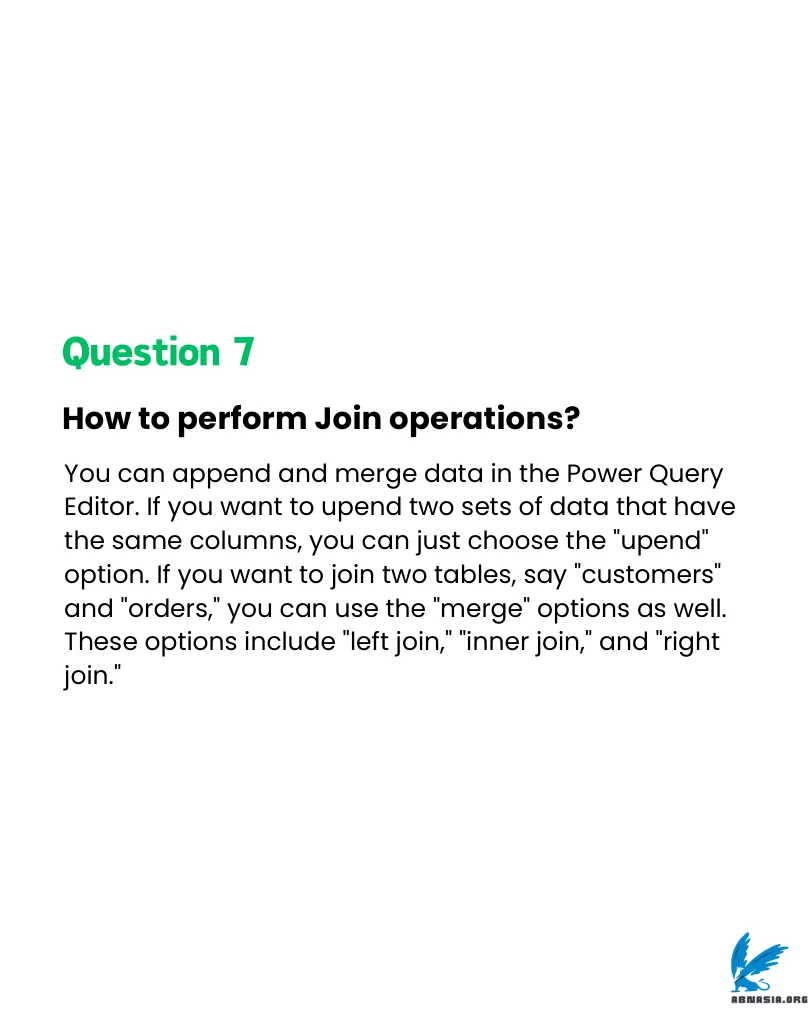 Question 7
How to perform Join operations?
You can append and merge data in the Power Query
Editor. If you want to upend two sets of data that have
the same columns, you can just choose the "upend"
option. If you want to join two tables, say "customers"
and "orders," you can use the "merge" options as well.
These options include "left join," "inner join," and "right
join."
ABNASIA.ORG